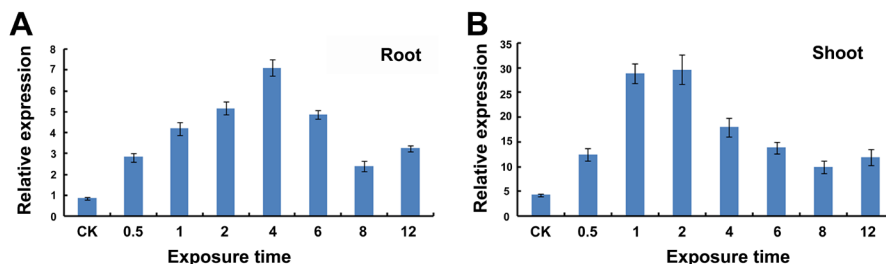 A
Root
Relative expression
8
7
6
5
4
3
2
1
0
CK 0.5 1 2 4 6 8 12
Exposure time
B
Shoot
Relative expression
35
30
25
20
15
10
5
0
CK 0.5 1 2 4 6 8 12
Exposure time